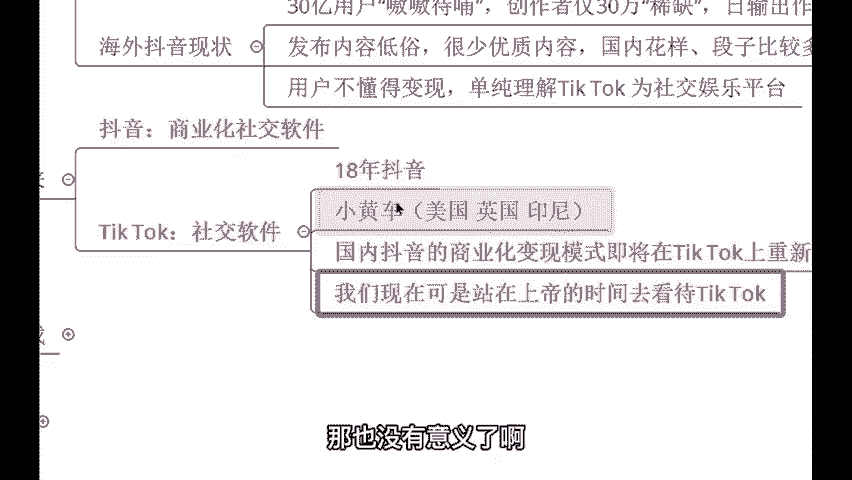 30亿用户“嗷嗷待哺”，创作者仅30万“稀缺”，日输出作
海外抖音现状
发布内容低俗，很少优质内容，国内花样、段子比较多
用户不懂得变现，单纯理解TikTok 为社交娱乐平台
抖音：商业化社交软件
18年抖音
小黄车（美国 英国 印尼）
TikTok：社交软件
国内抖音的商业化变现模式即将在TikTok上重新
我们现在可是站在上帝的时间去看待TikTok
那也没有意义了啊